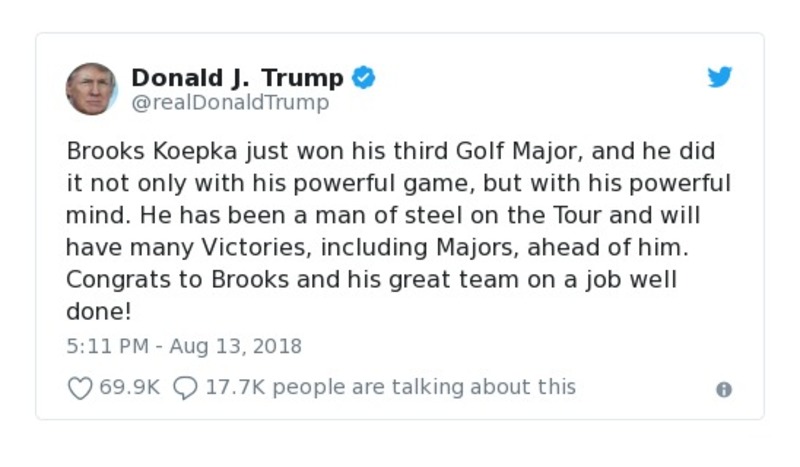 Donald J. Trump
@realDonaldTrump
Brooks Koepka just won his third Golf Major, and he did
it not only with his powerful game, but with his powerful
mind. He has been a man of steel on the Tour and will
have many Victories, including Majors, ahead of him.
Congrats to Brooks and his great team on a job well
done!
5:11 PM - Aug 13, 2018
69.9K 17.7K people are talking about this